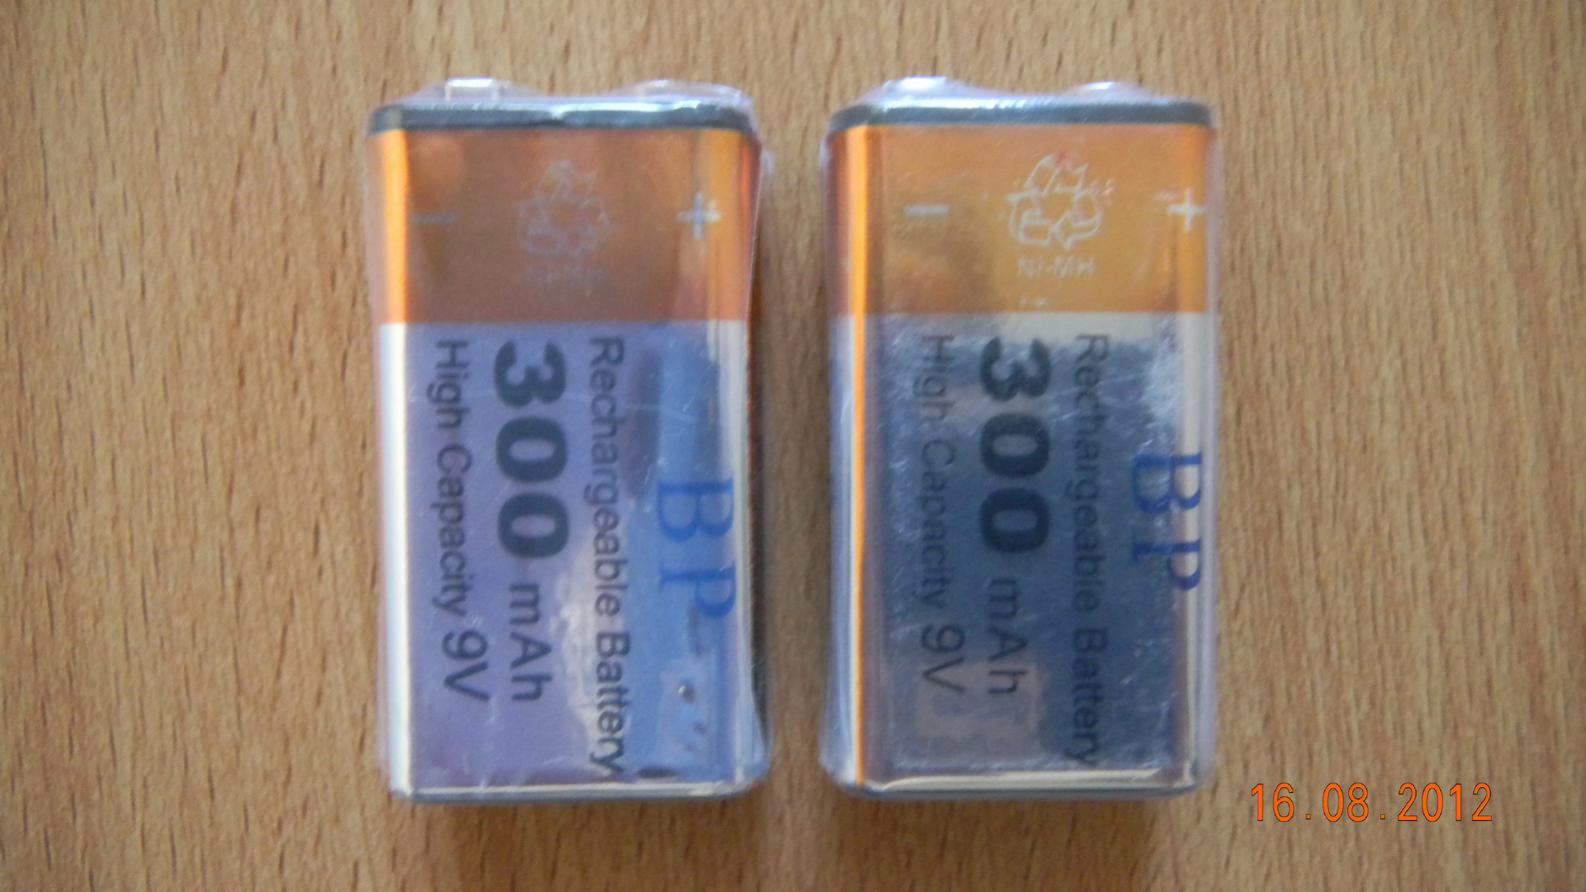 - +
Ni-MH
BP
Rechargeable Battery
300 mAh
High Capacity 9V
- +
Ni-MH
BP
Rechargeable Battery
300 mAh
High Capacity 9V
16.08.2012